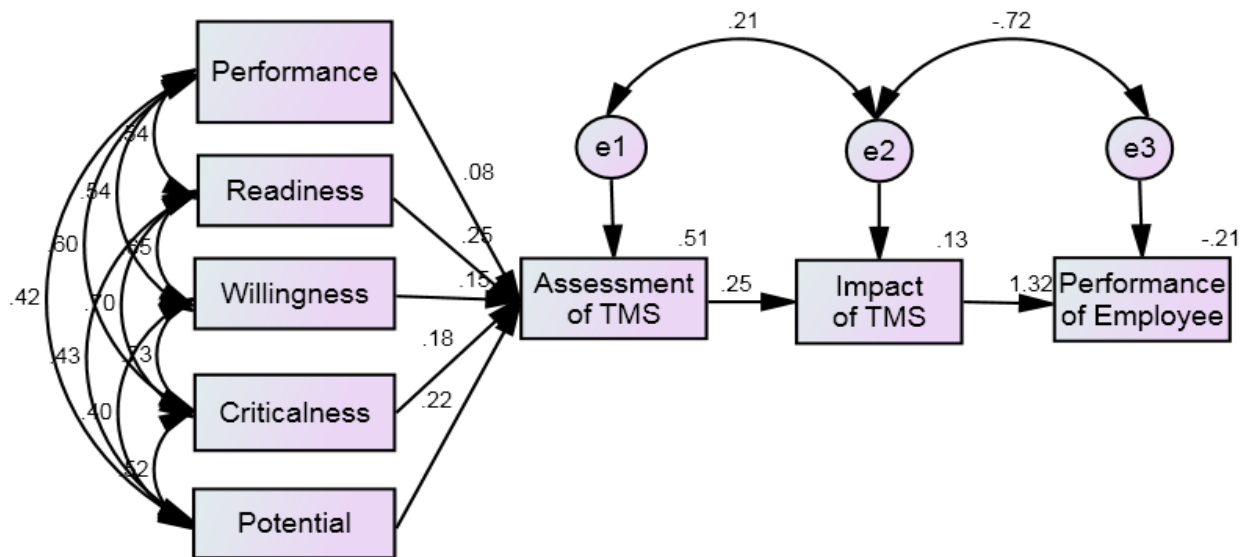 .21
-.72
Performance
e1
e2
e3
.54
Readiness
.08
.54
.60
.65
.25
.51
.13
-.21
.42
.70
Willingness
.15
Assessment
of TMS
.25
Impact
of TMS
1.32
Performance
of Employee
.43
.18
.40
Criticalness
.22
.52
Potential